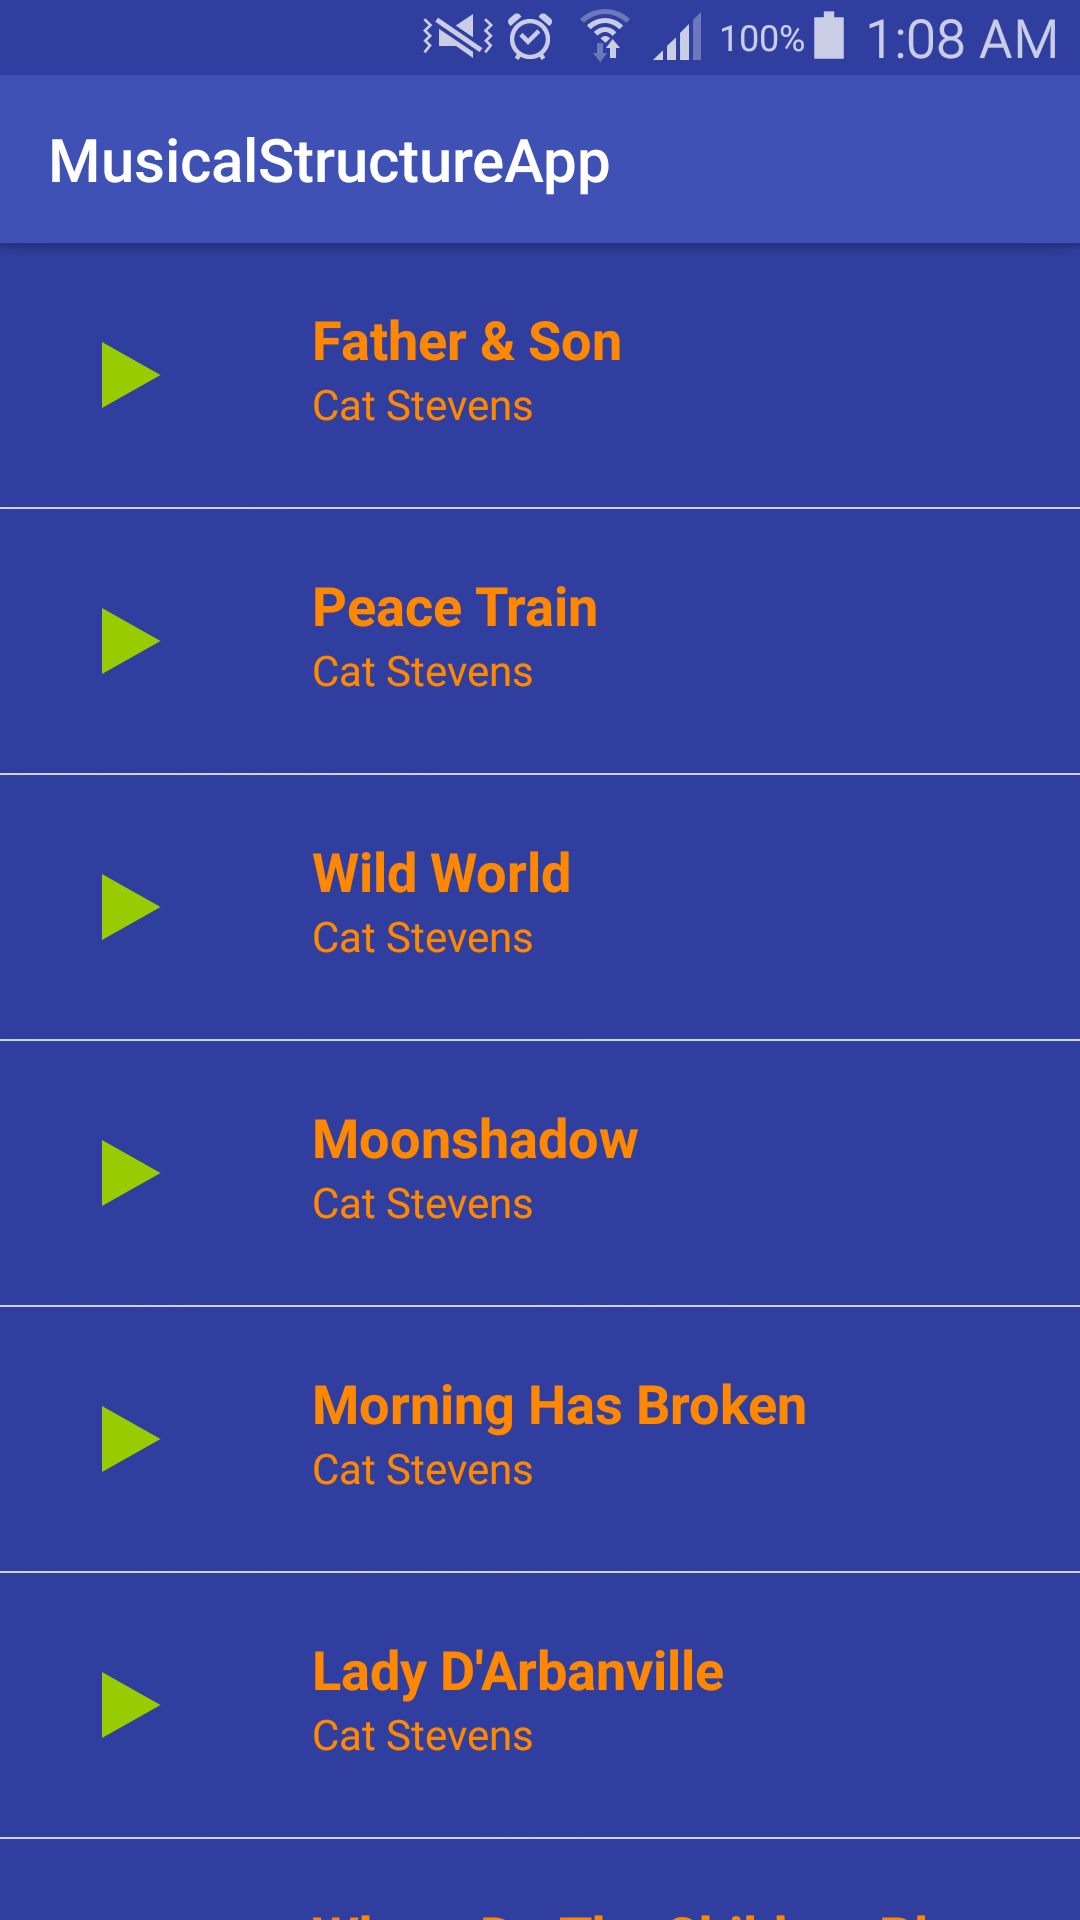 100% 1:08 AM
MusicalStructureApp
Father & Son
Cat Stevens
Peace Train
Cat Stevens
Wild World
Cat Stevens
Moonshadow
Cat Stevens
Morning Has Broken
Cat Stevens
Lady D'Arbanville
Cat Stevens